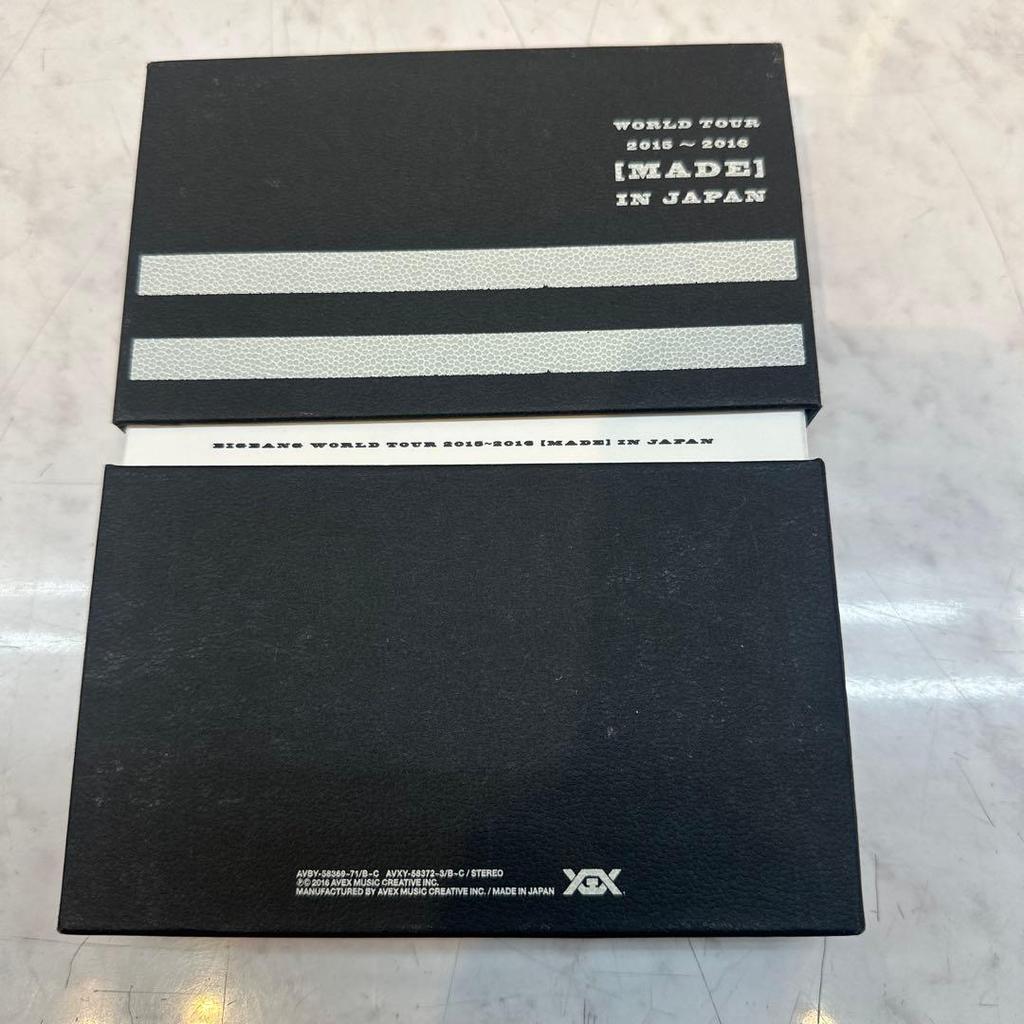 WORLD TOUR
2015 ~ 2016
[MADE]
IN JAPAN
BIGBANG WORLD TOUR 2015~2016 [MADE] IN JAPAN
AVBY-58369~71/B~C AVXY-58372~3/B~C / STEREO
℗© 2016 AVEX MUSIC CREATIVE INC.
MANUFACTURED BY AVEX MUSIC CREATIVE INC. / MADE IN JAPAN
YGEX